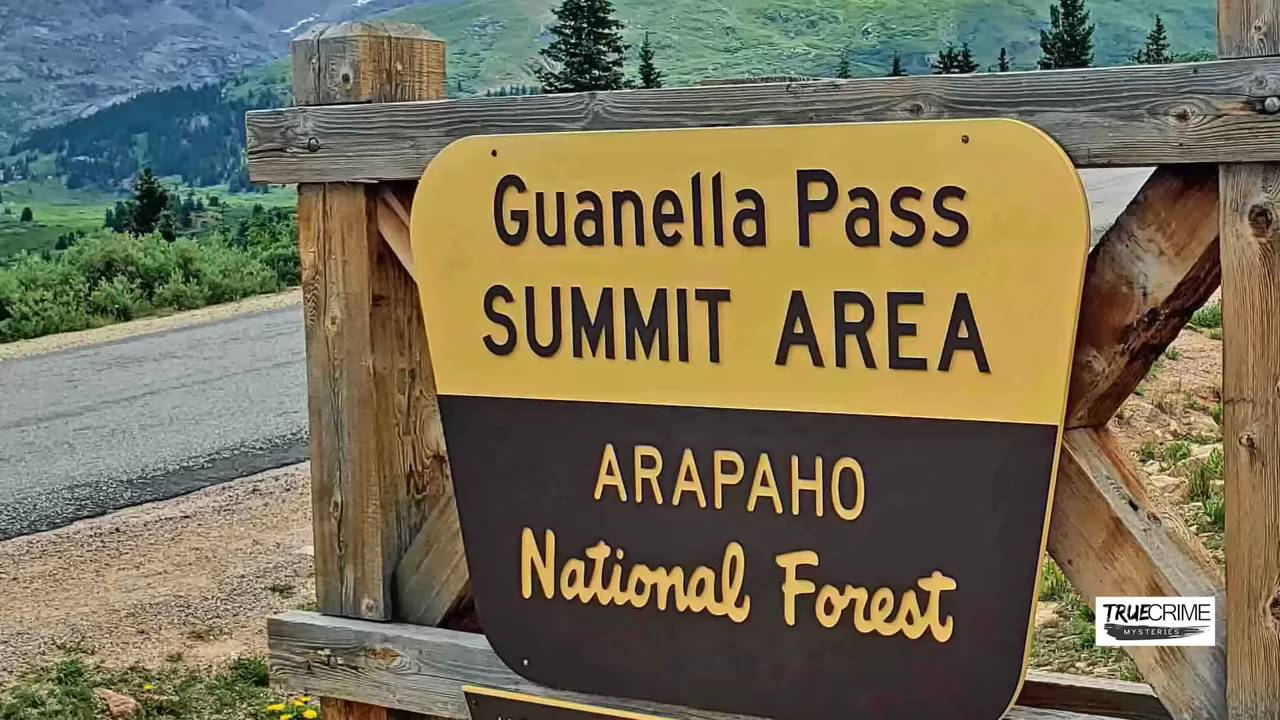 Guanella Pass
SUMMIT AREA
ARAPAHO
National Forest
TRUECRIME
MYSTERIES